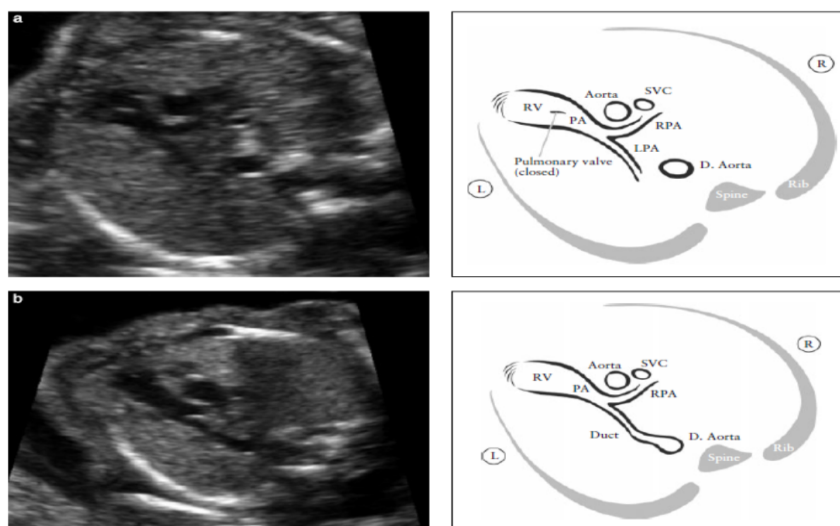 a
R
Aorta
SVC
RV
PA
RPA
LPA
Pulmonary valve
(closed)
D. Aorta
L
Spine
Rib
b
R
Aorta
SVC
RV
PA
RPA
Duct
D. Aorta
L
Spine
Rib